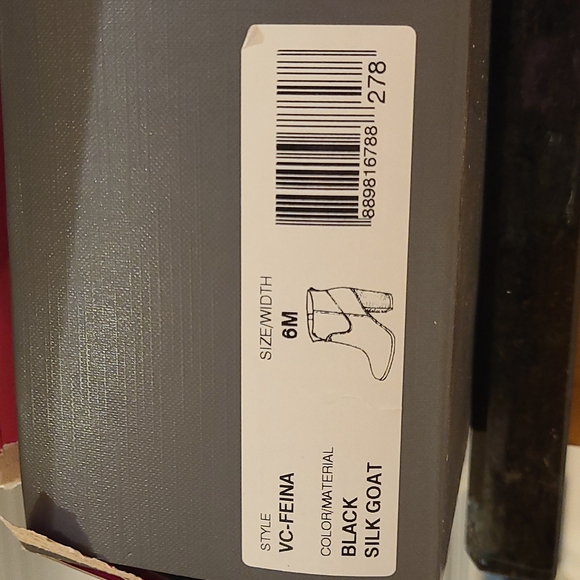 STYLE
VC-FEINA
COLOR/MATERIAL
BLACK
SILK GOAT
SIZE/WIDTH
6M
889816788 278